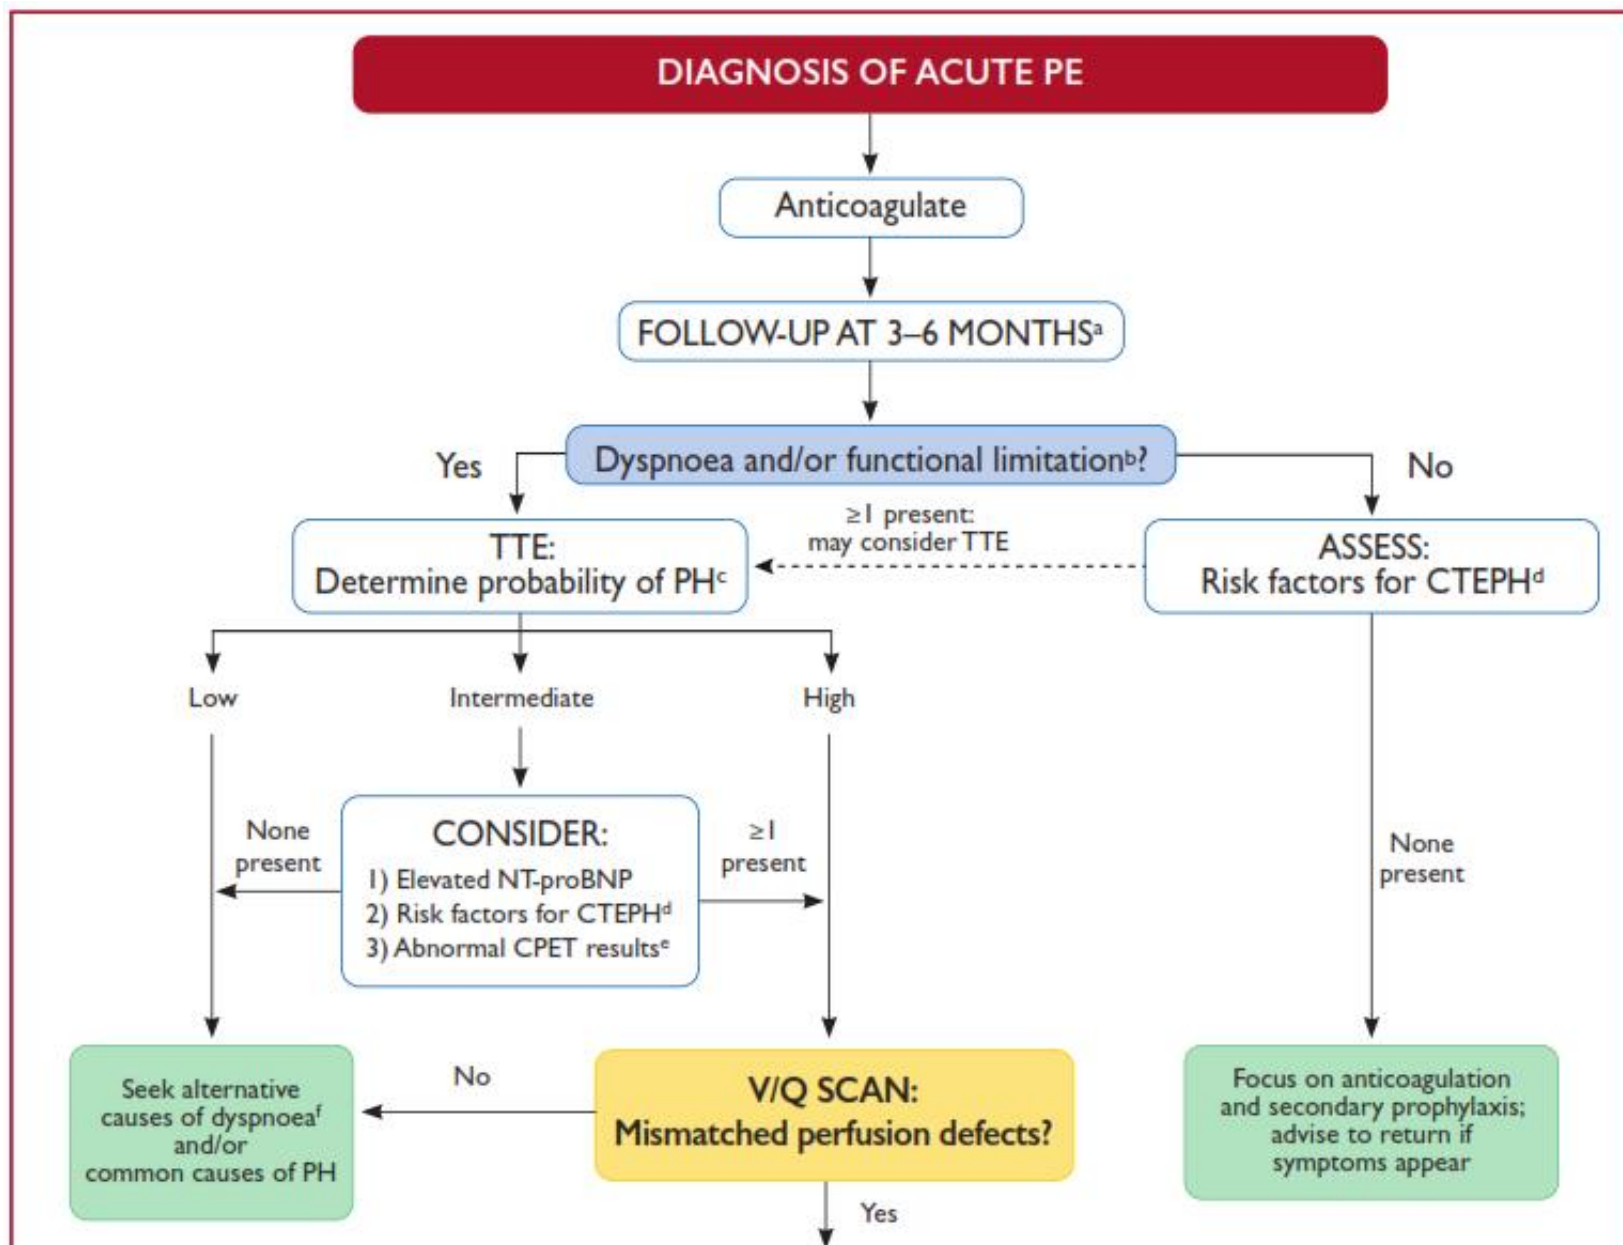 DIAGNOSIS OF ACUTE PE
Anticoagulate
FOLLOW-UP AT 3–6 MONTHSᵃ
Dyspnoea and/or functional limitationᵇ?
Yes
No
≥1 present:
may consider TTE
TTE:
Determine probability of PHᶜ
ASSESS:
Risk factors for CTEPHᵈ
Low
Intermediate
High
None
present
CONSIDER:
1) Elevated NT-proBNP
2) Risk factors for CTEPHᵈ
3) Abnormal CPET resultsᵉ
≥1
present
None
present
Seek alternative
causes of dyspnoeaᶠ
and/or
common causes of PH
No
V/Q SCAN:
Mismatched perfusion defects?
Focus on anticoagulation
and secondary prophylaxis;
advise to return if
symptoms appear
Yes